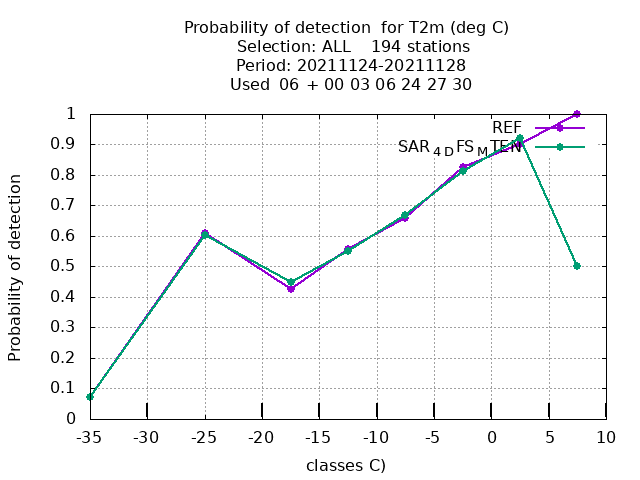 Probability of detection  for T2m (deg C)
Selection: ALL    194 stations
Period: 20211124-20211128
Used  06  + 00 03 06 24 27 30
REF
SAR4DFSMTEN
1
0.9
0.8
0.7
0.6
0.5
0.4
0.3
0.2
0.1
0
-35 -30 -25 -20 -15 -10 -5 0 5 10
Probability of detection
classes C)